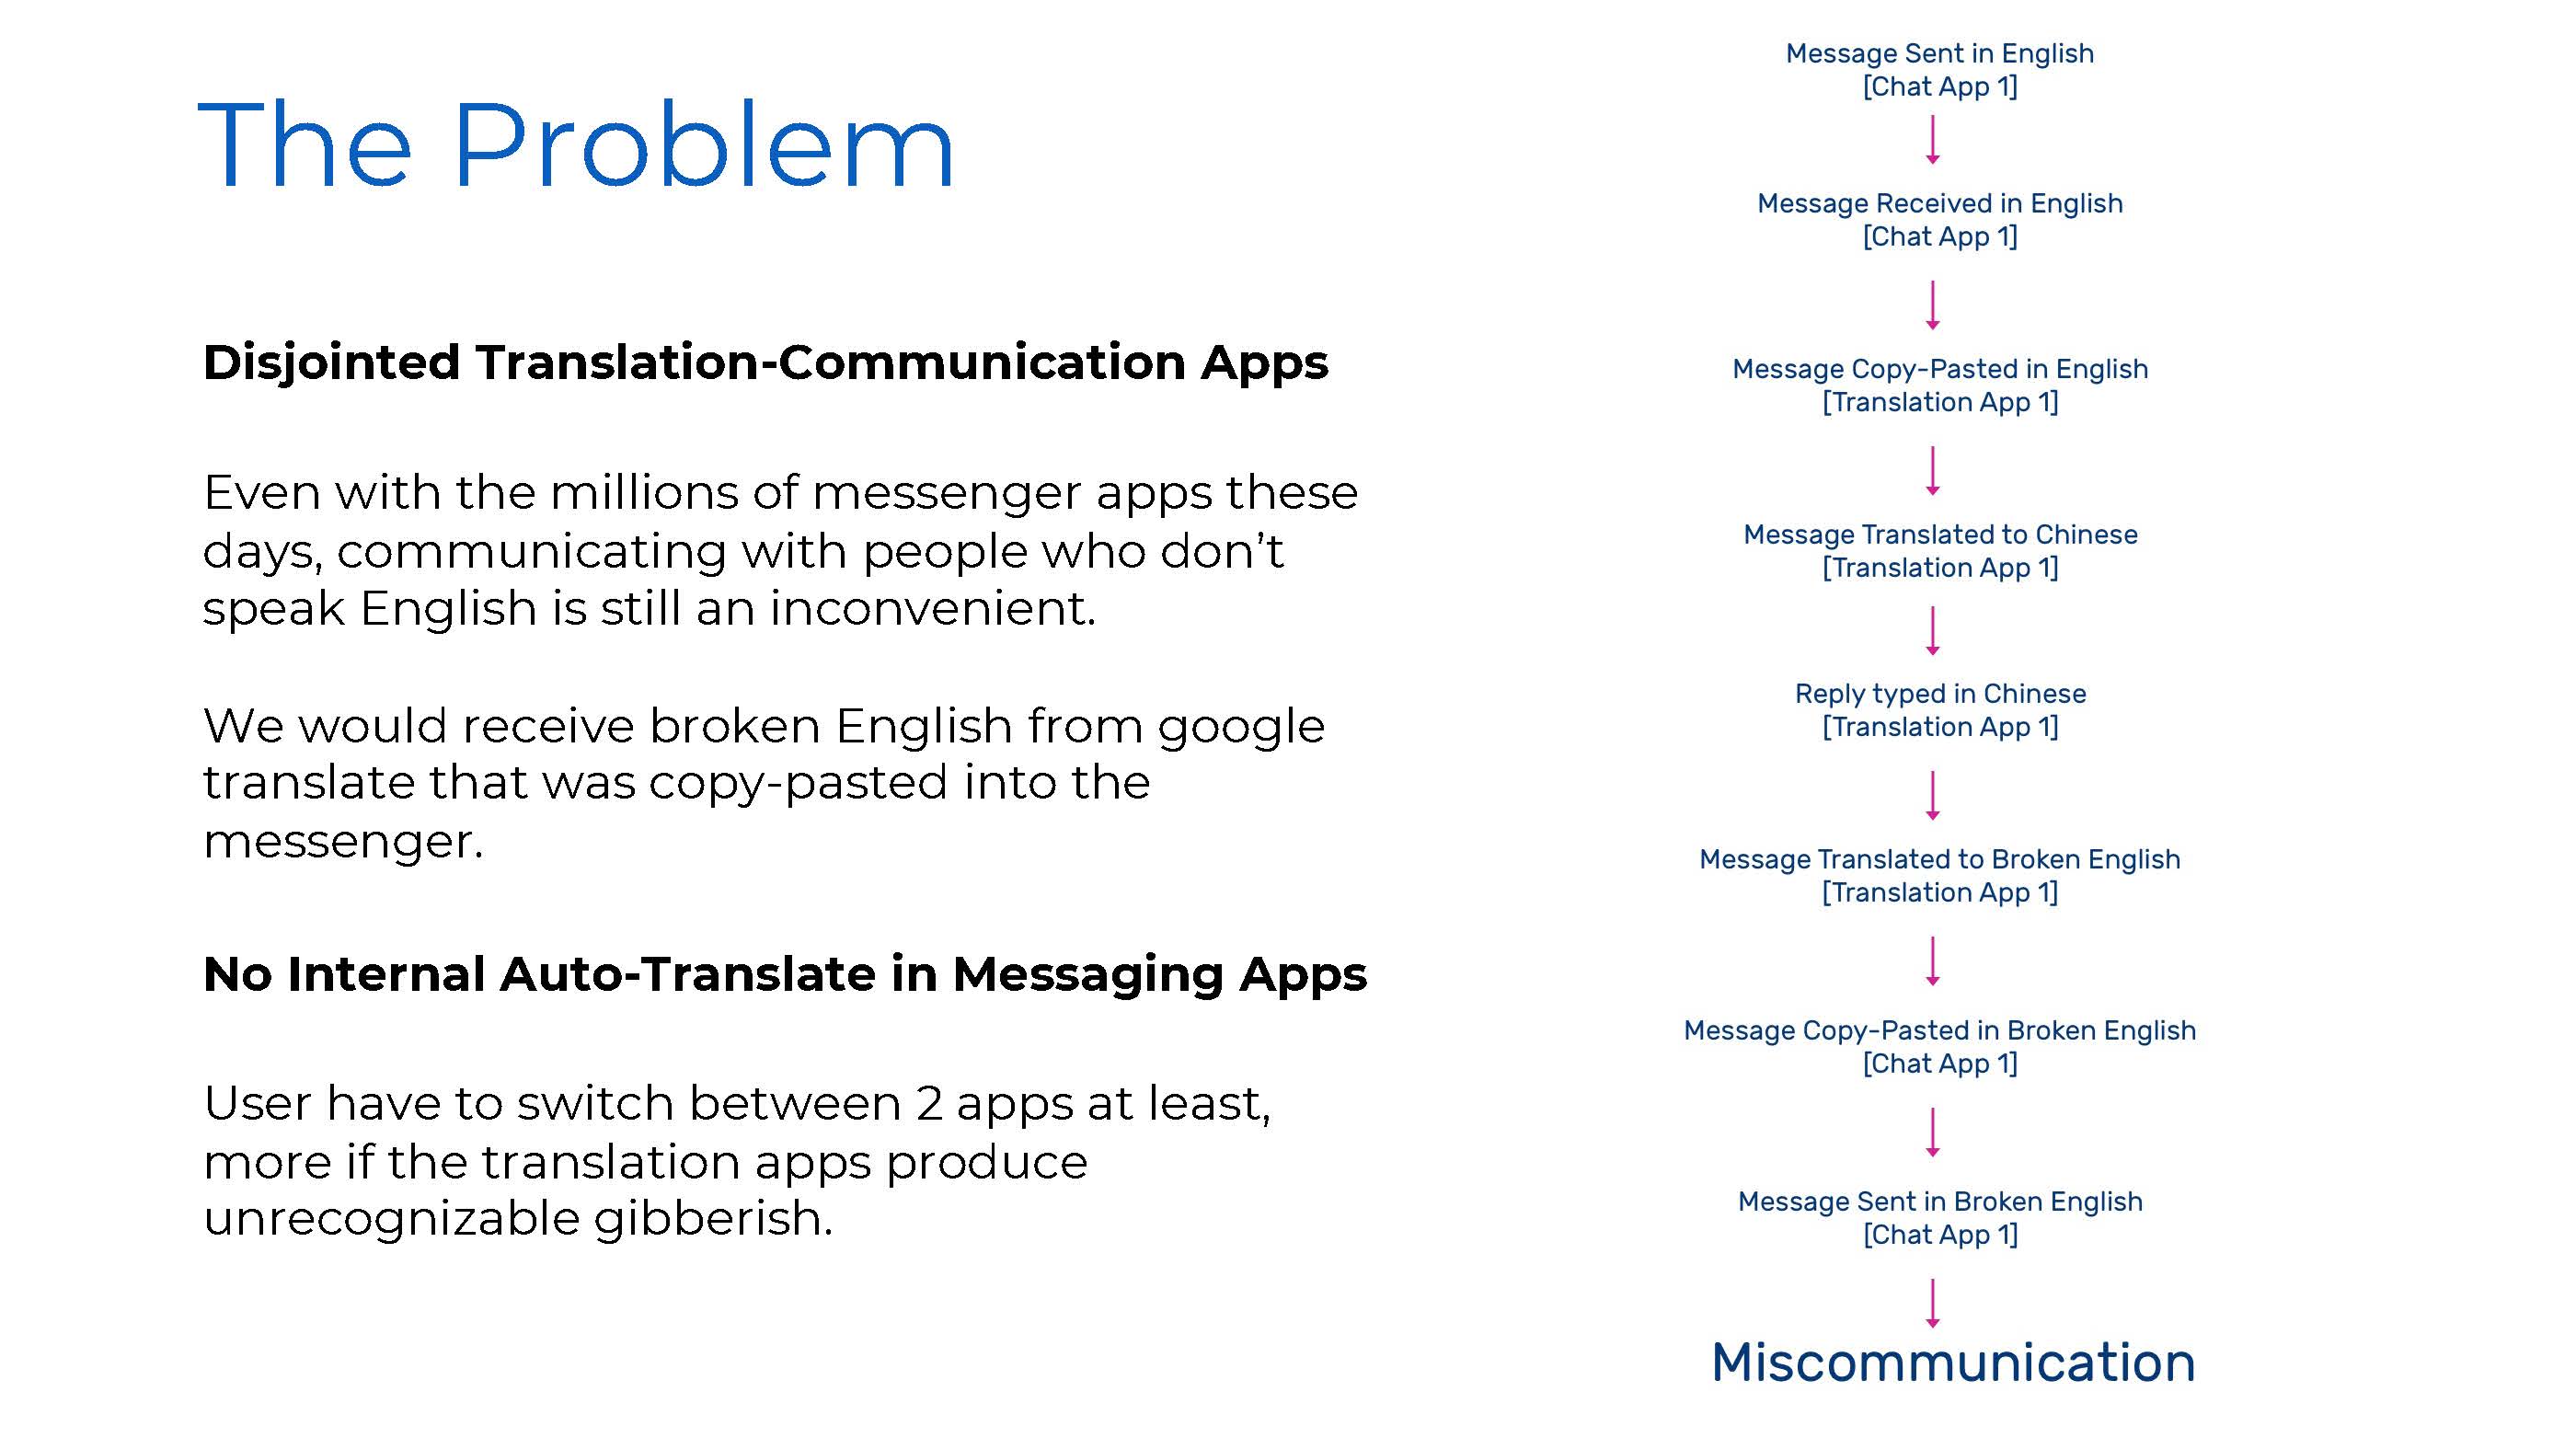 The Problem
Disjointed Translation-Communication Apps
Even with the millions of messenger apps these
days, communicating with people who don’t
speak English is still an inconvenient.
We would receive broken English from google
translate that was copy-pasted into the
messenger.
No Internal Auto-Translate in Messaging Apps
User have to switch between 2 apps at least,
more if the translation apps produce
unrecognizable gibberish.
Message Sent in English
[Chat App 1]
Message Received in English
[Chat App 1]
Message Copy-Pasted in English
[Translation App 1]
Message Translated to Chinese
[Translation App 1]
Reply typed in Chinese
[Translation App 1]
Message Translated to Broken English
[Translation App 1]
Message Copy-Pasted in Broken English
[Chat App 1]
Message Sent in Broken English
[Chat App 1]
Miscommunication